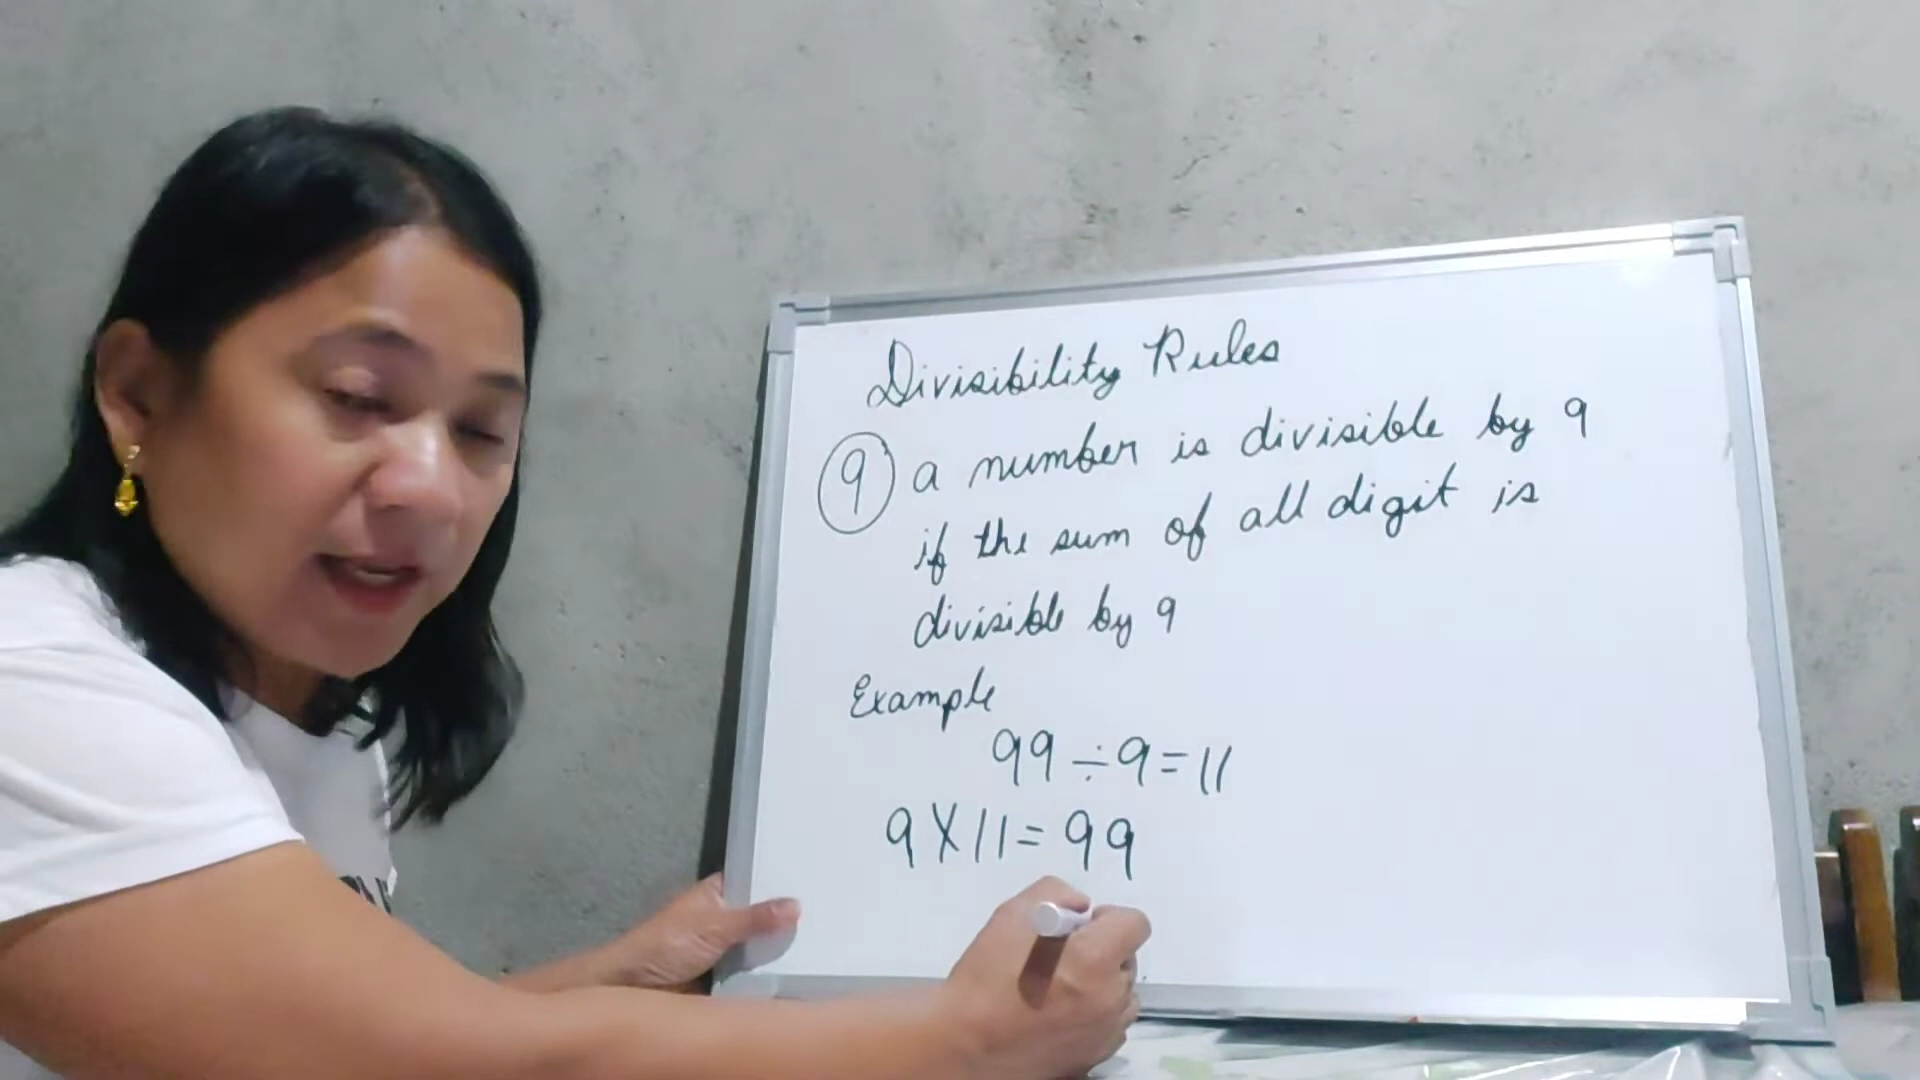 Divisibility Rules
9 a number is divisible by 9
if the sum of all digit is
divisible by 9
Example
99 ÷ 9 = 11
9 X 11 = 99